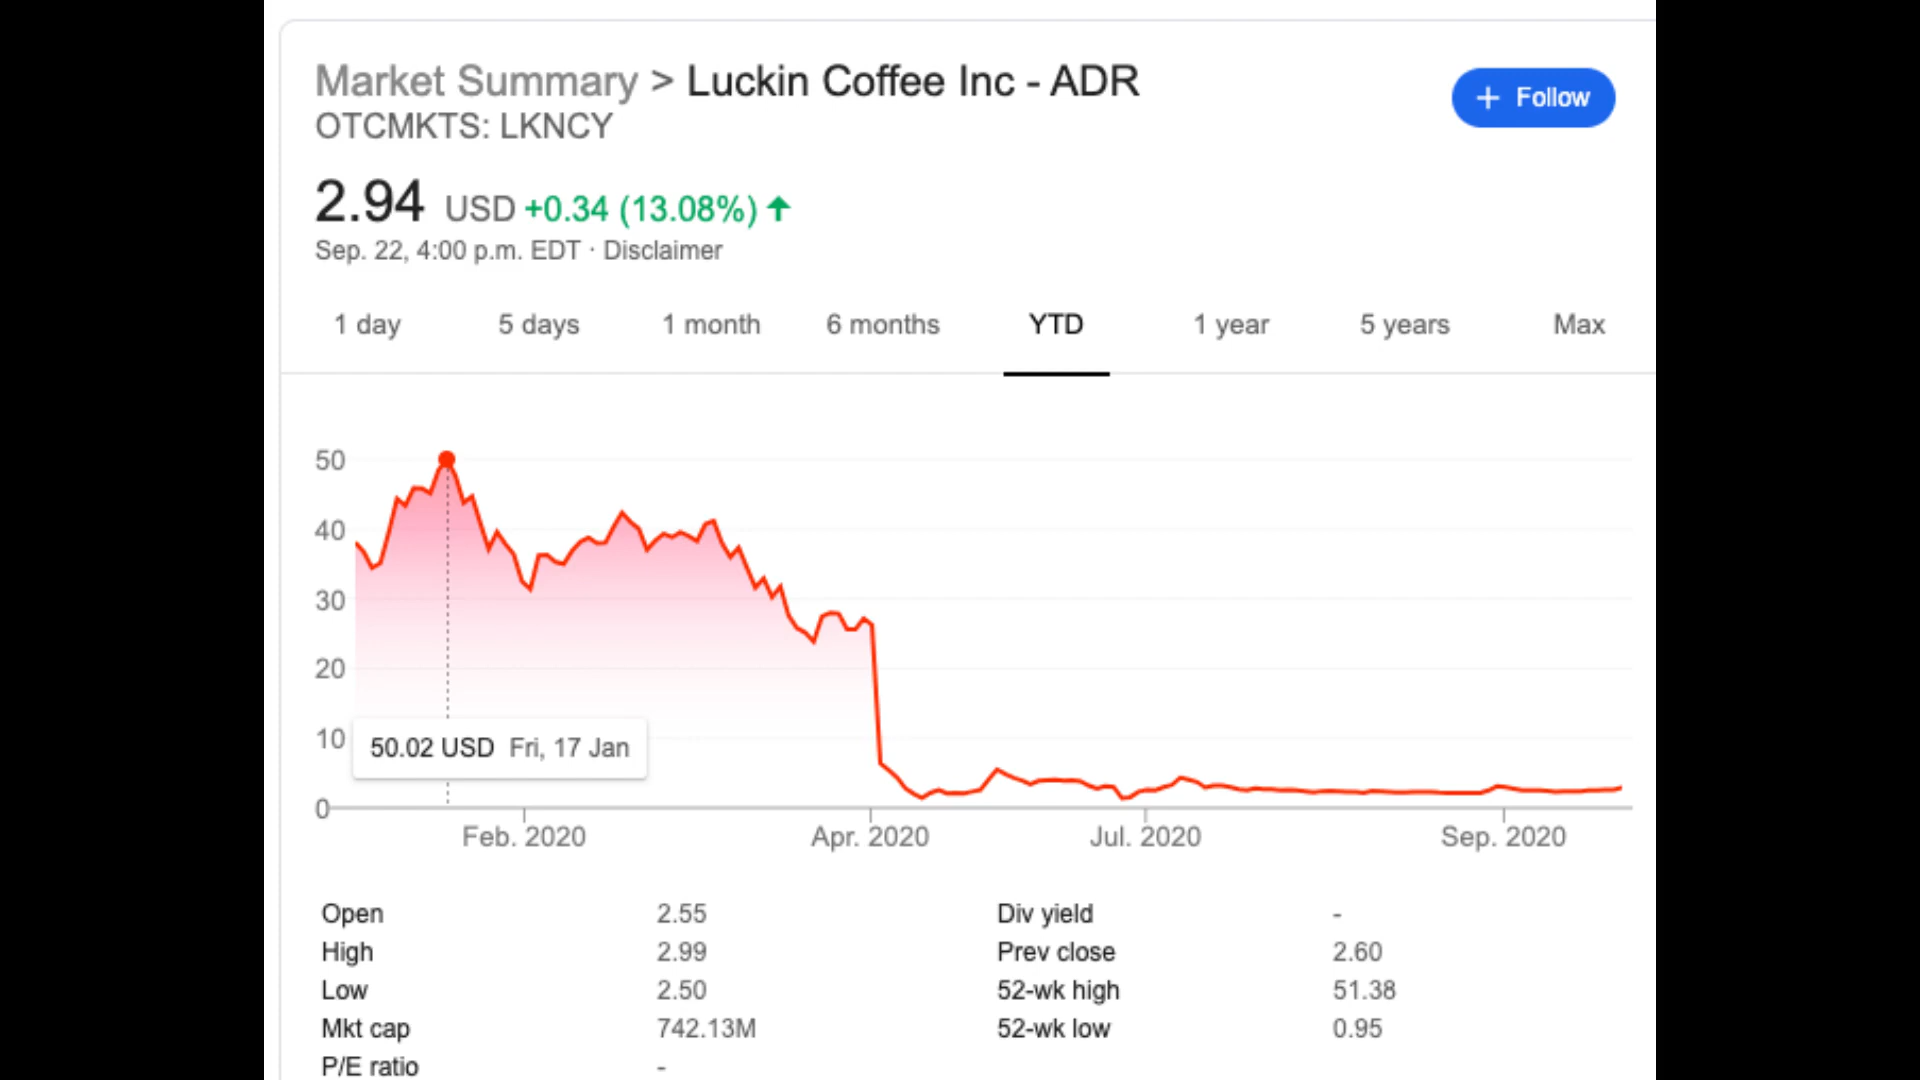 Market Summary > Luckin Coffee Inc - ADR
OTCMKTS: LKNCY
+ Follow
2.94 USD +0.34 (13.08%)
Sep. 22, 4:00 p.m. EDT · Disclaimer
1 day 5 days 1 month 6 months YTD 1 year 5 years Max
50
40
30
20
10
50.02 USD Fri, 17 Jan
0
Feb. 2020 Apr. 2020 Jul. 2020 Sep. 2020
Open 2.55 Div yield -
High 2.99 Prev close 2.60
Low 2.50 52-wk high 51.38
Mkt cap 742.13M 52-wk low 0.95
P/E ratio -